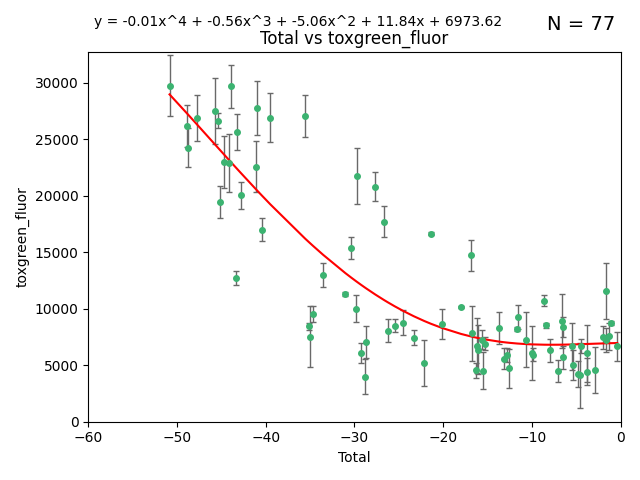 y = -0.01x^4 + -0.56x^3 + -5.06x^2 + 11.84x + 6973.62
N = 77
Total vs toxgreen_fluor
toxgreen_fluor
30000
25000
20000
15000
10000
5000
0
−60
−50
−40
−30
−20
−10
0
Total